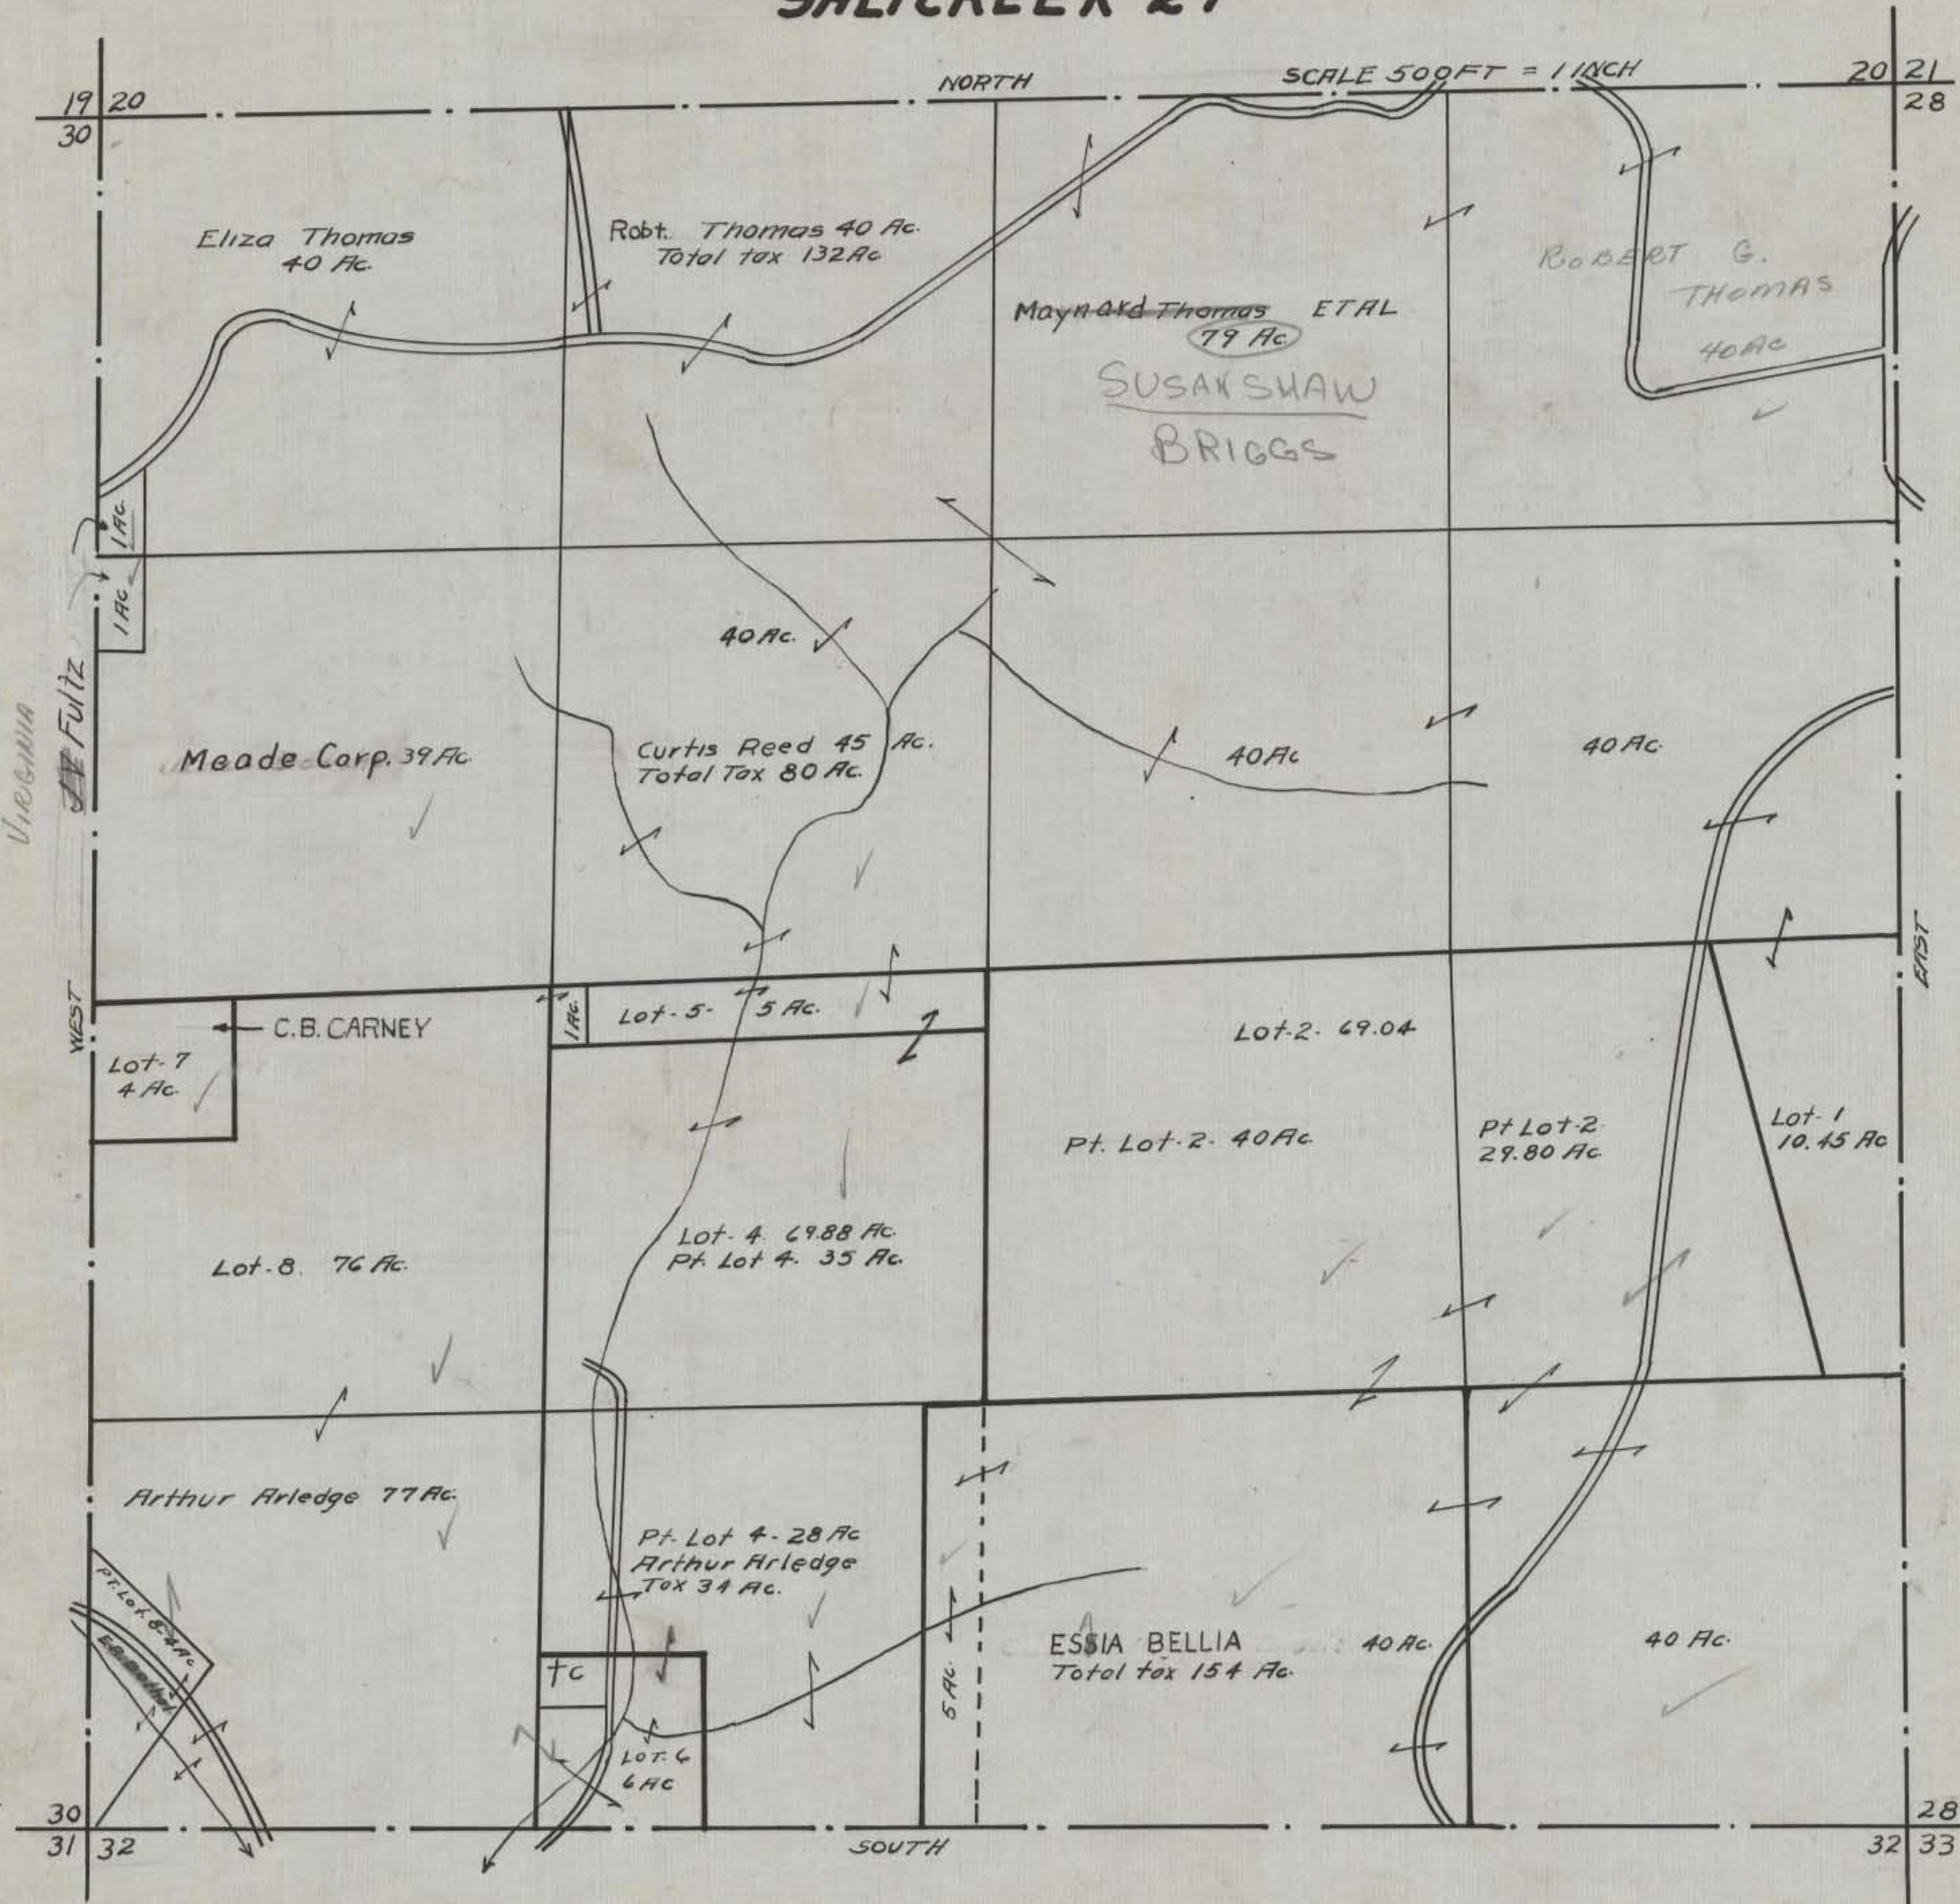 SALTCREEK 29
NORTH
SCALE 500FT = 1 INCH
19 20
30
20 21
28
Eliza Thomas
40 Ac.
Robt. Thomas 40 Ac.
Total tax 132Ac
Maynard Thomas ETAL
79 Ac
SUSAN SHAW
BRIGGS
ROBERT G.
THOMAS
40 AC
1 AC.
1 AC.
VIRGINIA
Fultz
40 Ac.
Meade Corp. 39 Ac.
Curtis Reed 45 Ac.
Total Tax 80 Ac.
40 Ac
40 Ac.
WEST
EAST
C.B. CARNEY
Lot-7
4 Ac.
1 Ac.
Lot-5- 5 Ac.
Lot-2- 69.04
Pt. Lot-2- 40 Ac.
Pt Lot-2
29.80 Ac.
Lot-1
10.45 Ac
Lot-8. 76 Ac.
Lot-4. 69.88 Ac.
Pt. Lot 4. 35 Ac.
Arthur Arledge 77 Ac.
Pt. Lot 4-28 Ac
Arthur Arledge
Tax 34 Ac.
PT. LOT. 8-4 Ac
†C
LOT. 6
6 AC
5 AC.
ESSIA BELLIA
Total tax 154 Ac.
40 Ac.
40 Ac.
30
31 32
SOUTH
28
32 33